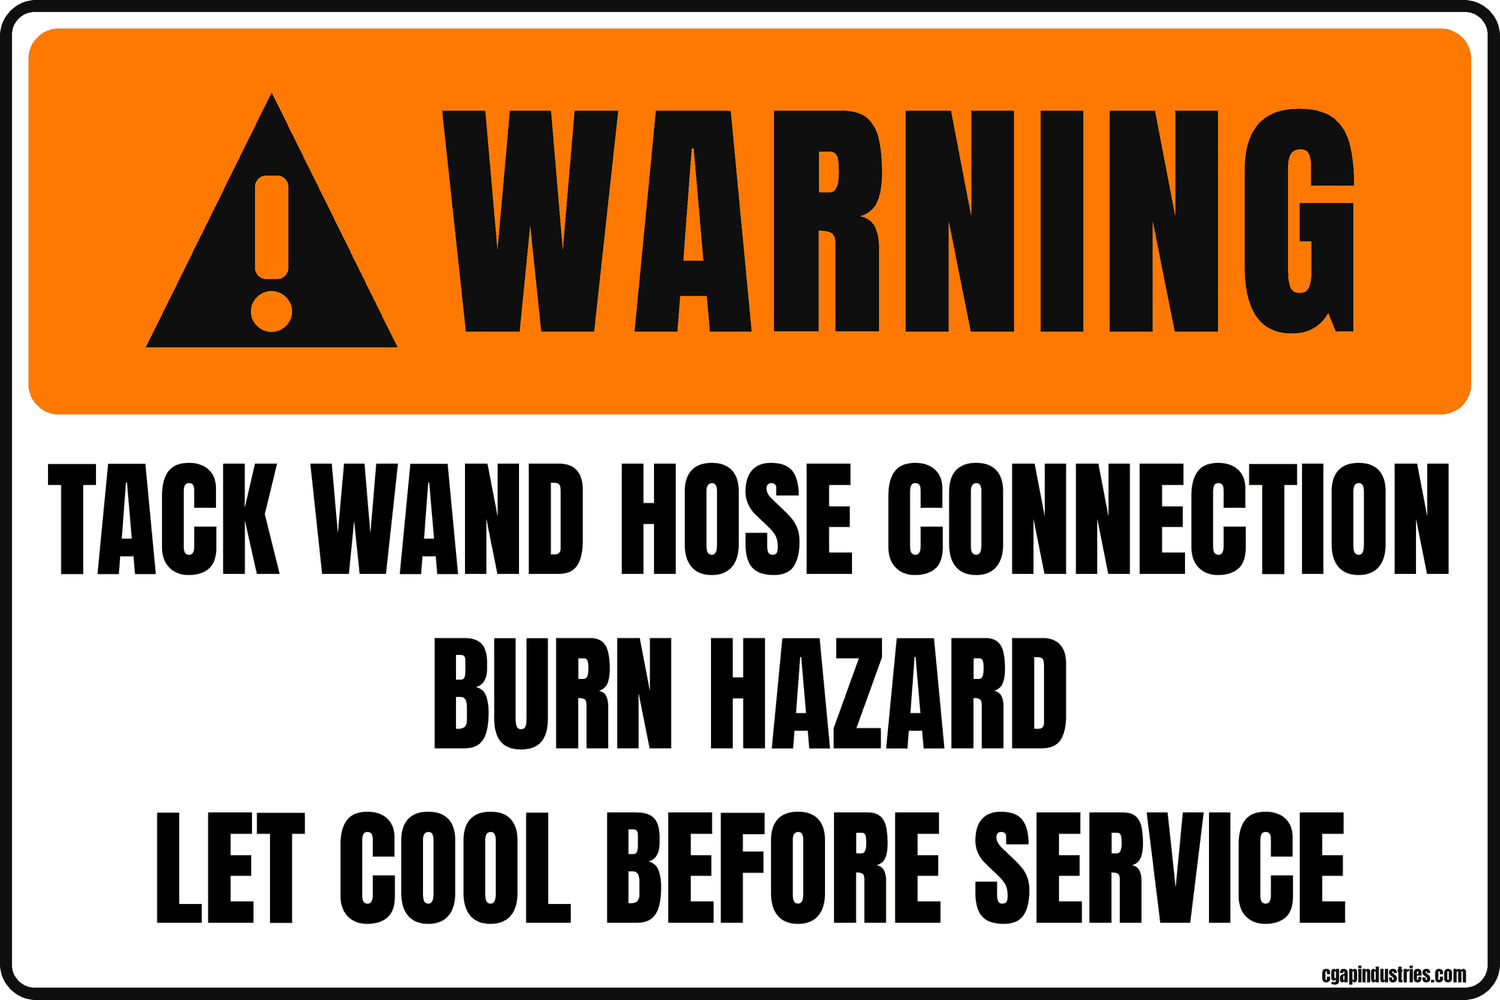 WARNING
TACK WAND HOSE CONNECTION
BURN HAZARD
LET COOL BEFORE SERVICE
cgapindustries.com